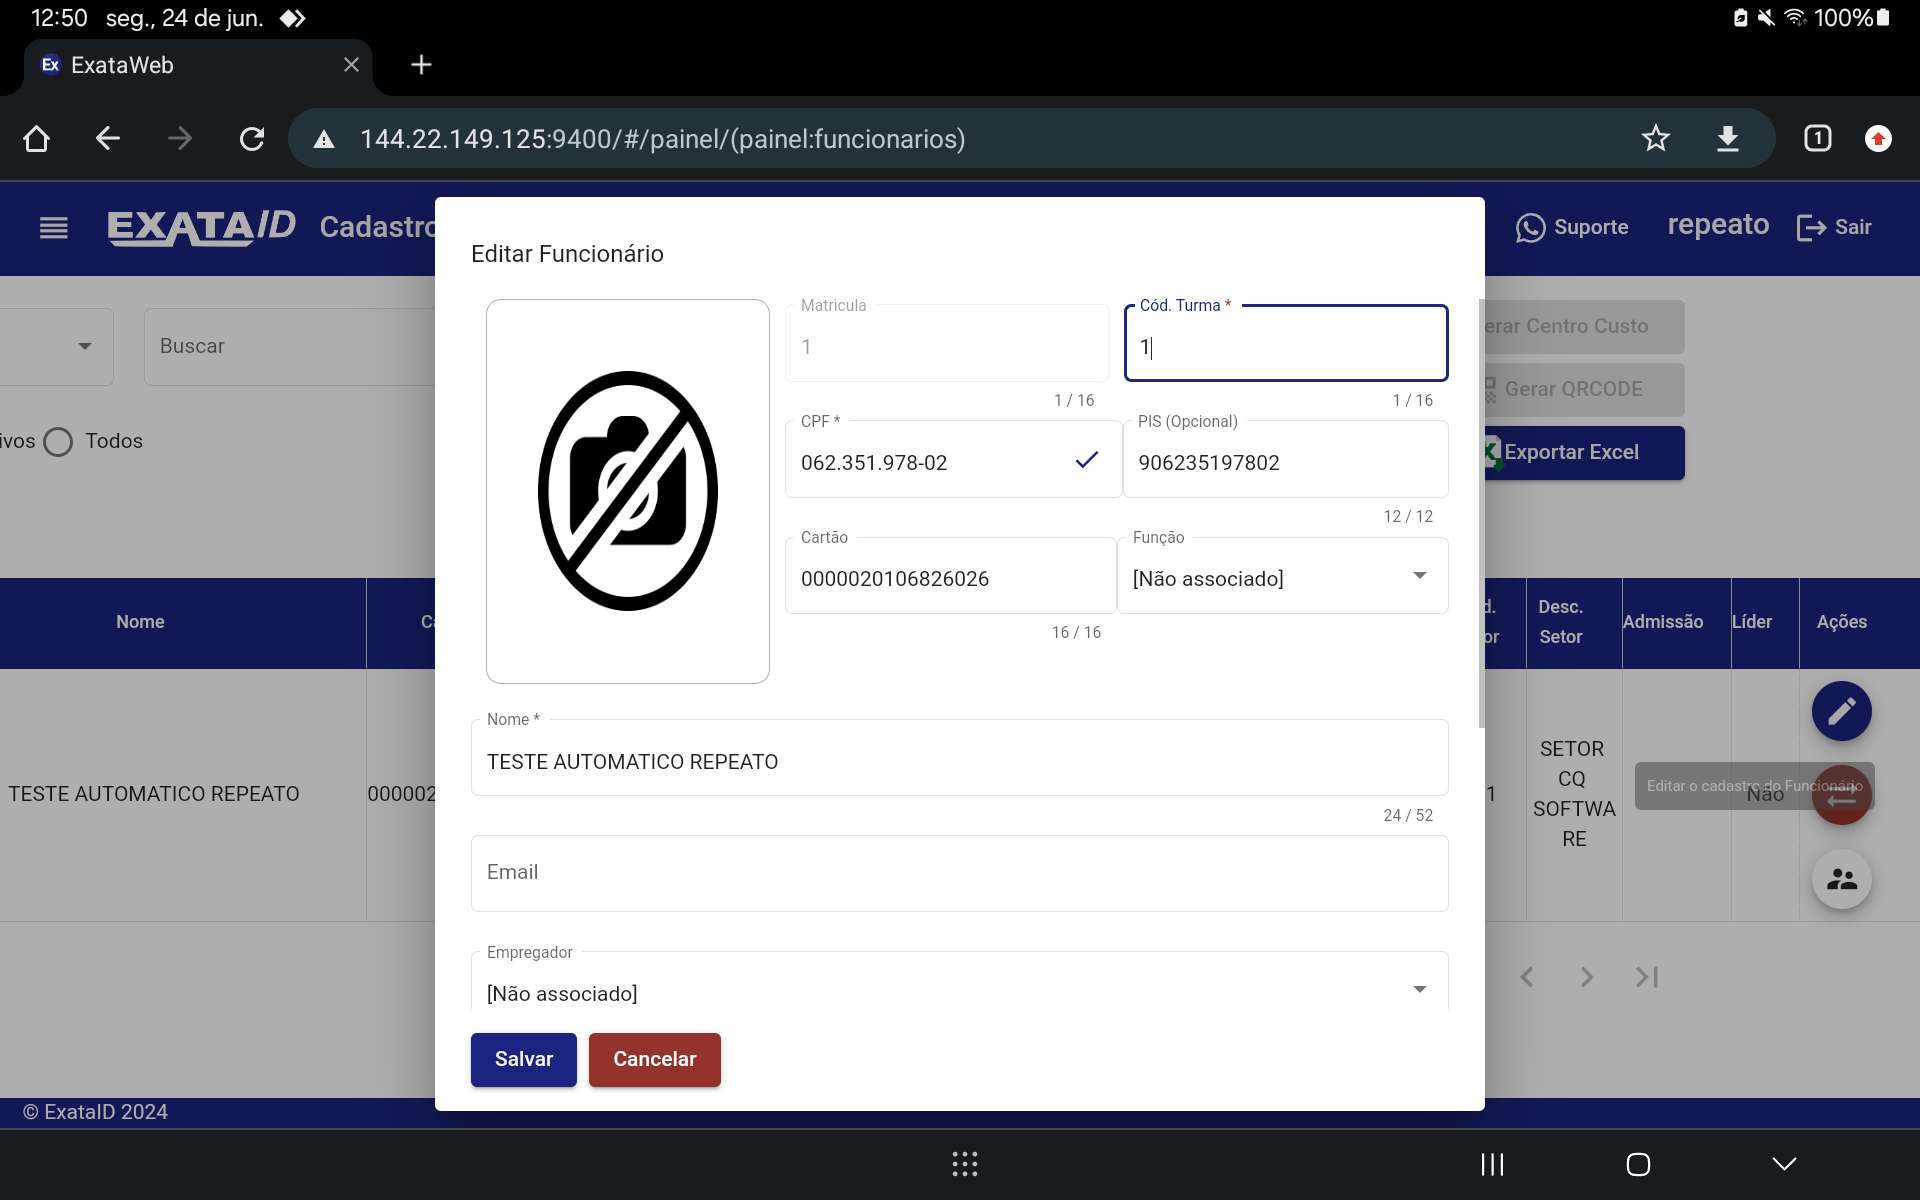 12:50 seg., 24 de jun. 100%
Ex ExataWeb
144.22.149.125:9400/#/painel/(painel:funcionarios)
1
EXATAID Cadastro
Suporte repeato Sair
Editar Funcionário
Matricula
1
1 / 16
Cód. Turma *
1
1 / 16
erar Centro Custo
Buscar
Gerar QRCODE
ivos Todos
Exportar Excel
CPF *
062.351.978-02
PIS (Opcional)
906235197802
12 / 12
Cartão
0000020106826026
16 / 16
Função
[Não associado]
Nome
Ca
d.
or
Desc.
Setor
Admissão
Líder
Ações
Nome *
TESTE AUTOMATICO REPEATO
24 / 52
TESTE AUTOMATICO REPEATO
000002
1
SETOR
CQ
SOFTWA
RE
Não
Editar o cadastro do Funcionário
Email
Empregador
[Não associado]
Salvar Cancelar
© ExataID 2024